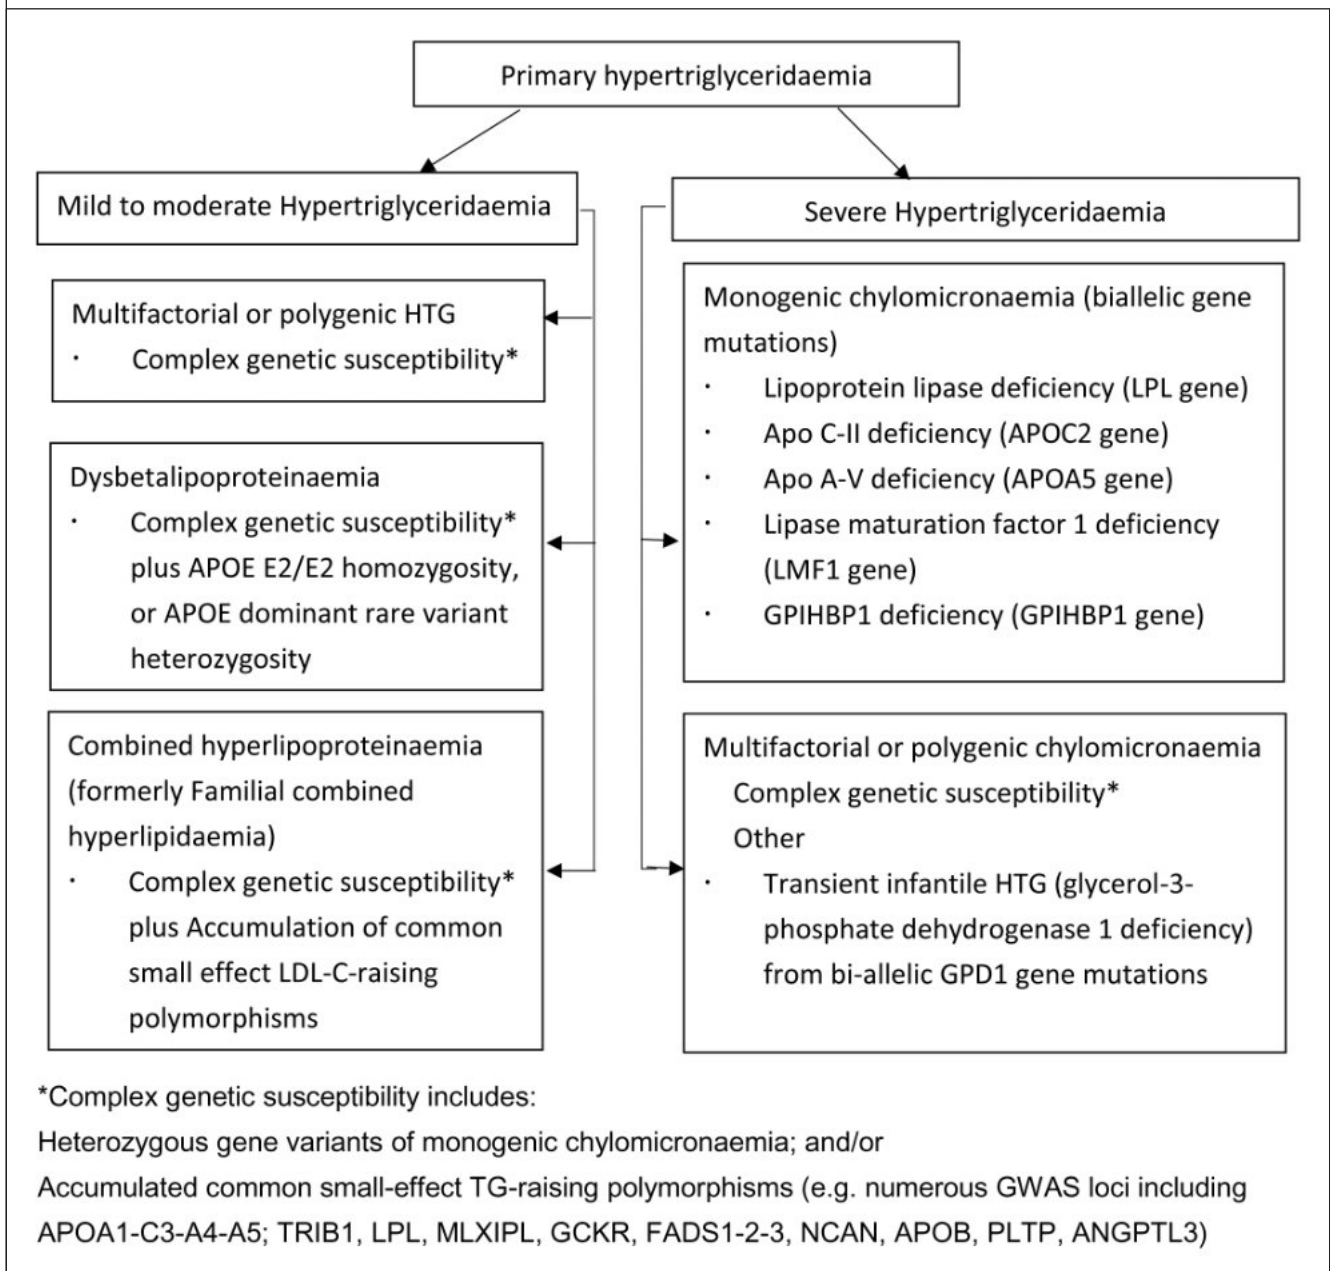 Primary hypertriglyceridaemia
Mild to moderate Hypertriglyceridaemia
Multifactorial or polygenic HTG
· Complex genetic susceptibility*
Dysbetalipoproteinaemia
· Complex genetic susceptibility*
plus APOE E2/E2 homozygosity,
or APOE dominant rare variant
heterozygosity
Combined hyperlipoproteinaemia
(formerly Familial combined
hyperlipidaemia)
· Complex genetic susceptibility*
plus Accumulation of common
small effect LDL-C-raising
polymorphisms
Severe Hypertriglyceridaemia
Monogenic chylomicronaemia (biallelic gene
mutations)
· Lipoprotein lipase deficiency (LPL gene)
· Apo C-II deficiency (APOC2 gene)
· Apo A-V deficiency (APOA5 gene)
· Lipase maturation factor 1 deficiency
(LMF1 gene)
· GPIHBP1 deficiency (GPIHBP1 gene)
Multifactorial or polygenic chylomicronaemia
Complex genetic susceptibility*
Other
· Transient infantile HTG (glycerol-3-
phosphate dehydrogenase 1 deficiency)
from bi-allelic GPD1 gene mutations
*Complex genetic susceptibility includes:
Heterozygous gene variants of monogenic chylomicronaemia; and/or
Accumulated common small-effect TG-raising polymorphisms (e.g. numerous GWAS loci including
APOA1-C3-A4-A5; TRIB1, LPL, MLXIPL, GCKR, FADS1-2-3, NCAN, APOB, PLTP, ANGPTL3)